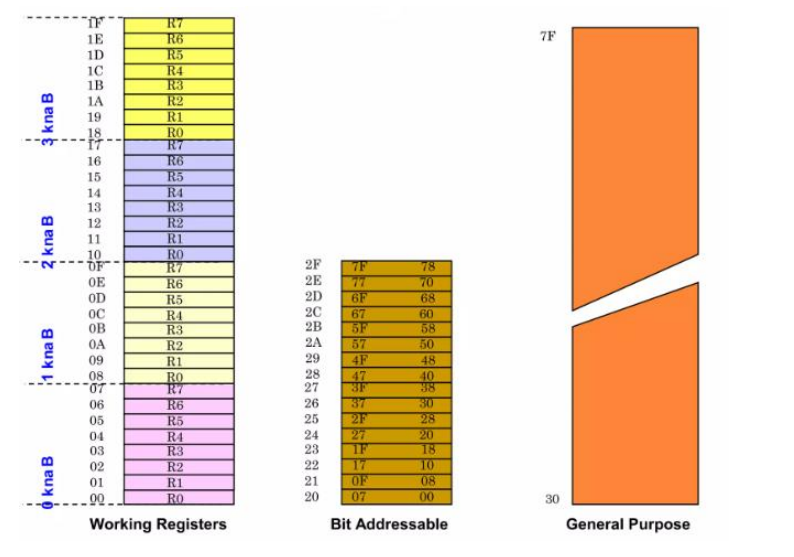 1F R7
1E R6
1D R5
1C R4
1B R3
1A R2
19 R1
18 R0
3 knaB
17 R7
16 R6
15 R5
14 R4
13 R3
12 R2
11 R1
10 R0
2 knaB
0F R7
0E R6
0D R5
0C R4
0B R3
0A R2
09 R1
08 R0
1 knaB
07 R7
06 R6
05 R5
04 R4
03 R3
02 R2
01 R1
00 R0
0 knaB
Working Registers
2F 7F 78
2E 77 70
2D 6F 68
2C 67 60
2B 5F 58
2A 57 50
29 4F 48
28 47 40
27 3F 38
26 37 30
25 2F 28
24 27 20
23 1F 18
22 17 10
21 0F 08
20 07 00
Bit Addressable
7F
30
General Purpose